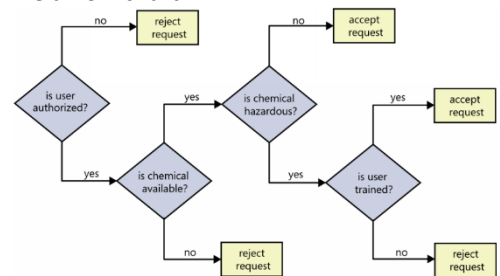 no
reject
request
is user
authorized?
yes
is chemical
available?
yes
no
reject
request
is chemical
hazardous?
no
accept
request
yes
is user
trained?
yes
accept
request
no
reject
request